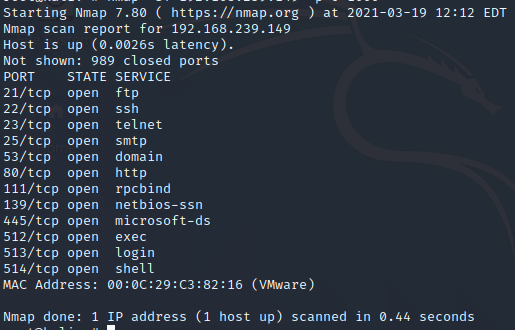 Starting Nmap 7.80 ( https://nmap.org ) at 2021-03-19 12:12 EDT
Nmap scan report for 192.168.239.149
Host is up (0.0026s latency).
Not shown: 989 closed ports
PORT    STATE SERVICE
21/tcp  open  ftp
22/tcp  open  ssh
23/tcp  open  telnet
25/tcp  open  smtp
53/tcp  open  domain
80/tcp  open  http
111/tcp open  rpcbind
139/tcp open  netbios-ssn
445/tcp open  microsoft-ds
512/tcp open  exec
513/tcp open  login
514/tcp open  shell
MAC Address: 00:0C:29:C3:82:16 (VMware)
Nmap done: 1 IP address (1 host up) scanned in 0.44 seconds